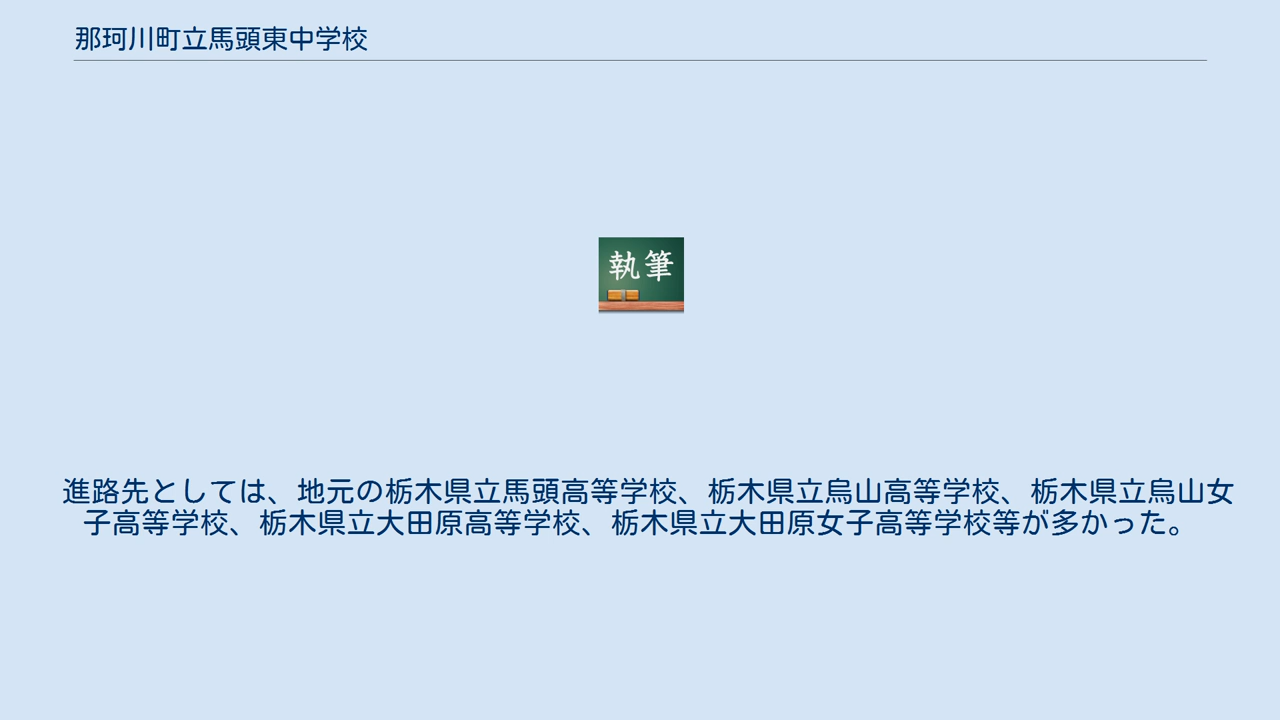 那珂川町立馬頭東中学校
執筆
進路先としては、地元の栃木県立馬頭高等学校、栃木県立烏山高等学校、栃木県立烏山女
子高等学校、栃木県立大田原高等学校、栃木県立大田原女子高等学校等が多かった。